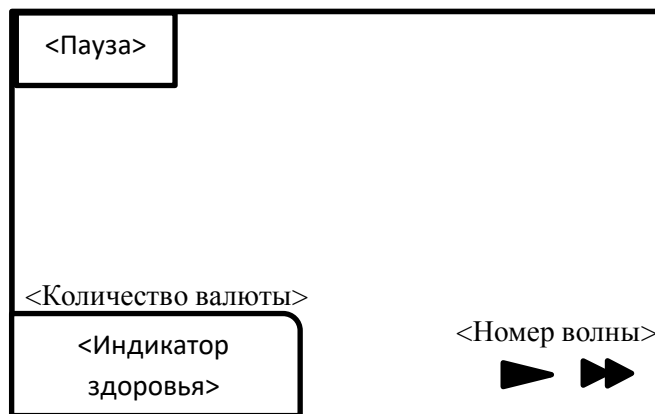 <Пауза>
<Количество валюты>
<Индикатор
здоровья>
<Номер волны>